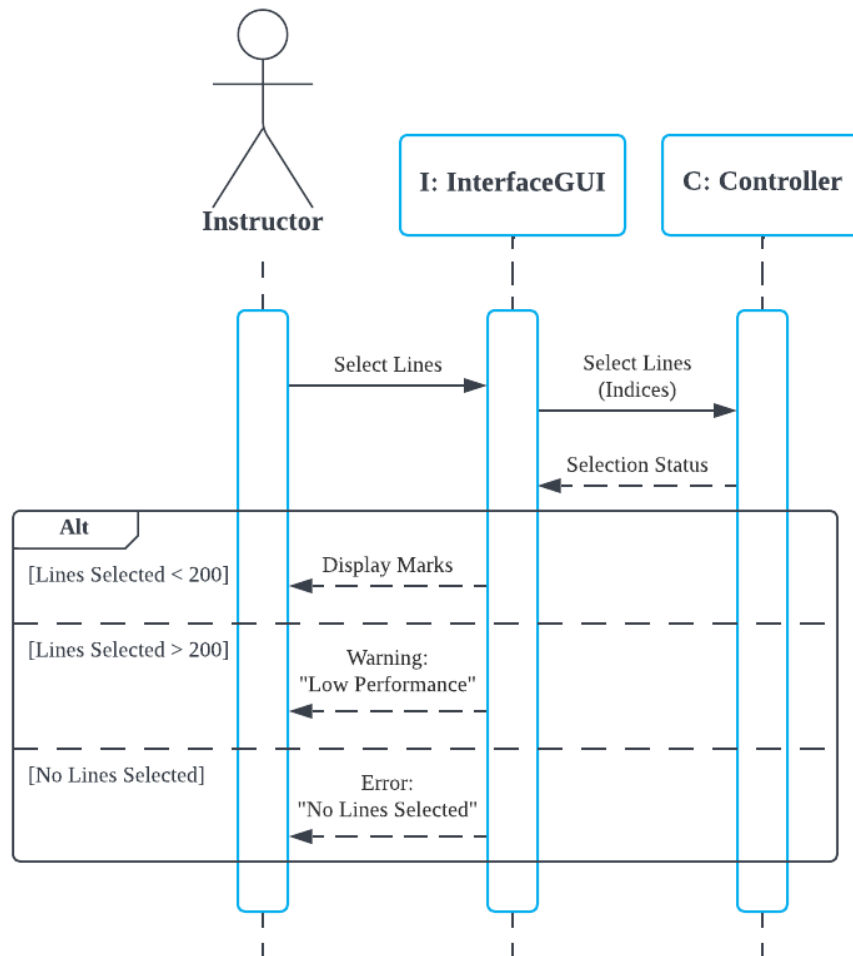 Instructor
I: InterfaceGUI
C: Controller
Select Lines
Select Lines
(Indices)
Selection Status
Alt
[Lines Selected < 200]
Display Marks
[Lines Selected > 200]
Warning:
"Low Performance"
[No Lines Selected]
Error:
"No Lines Selected"